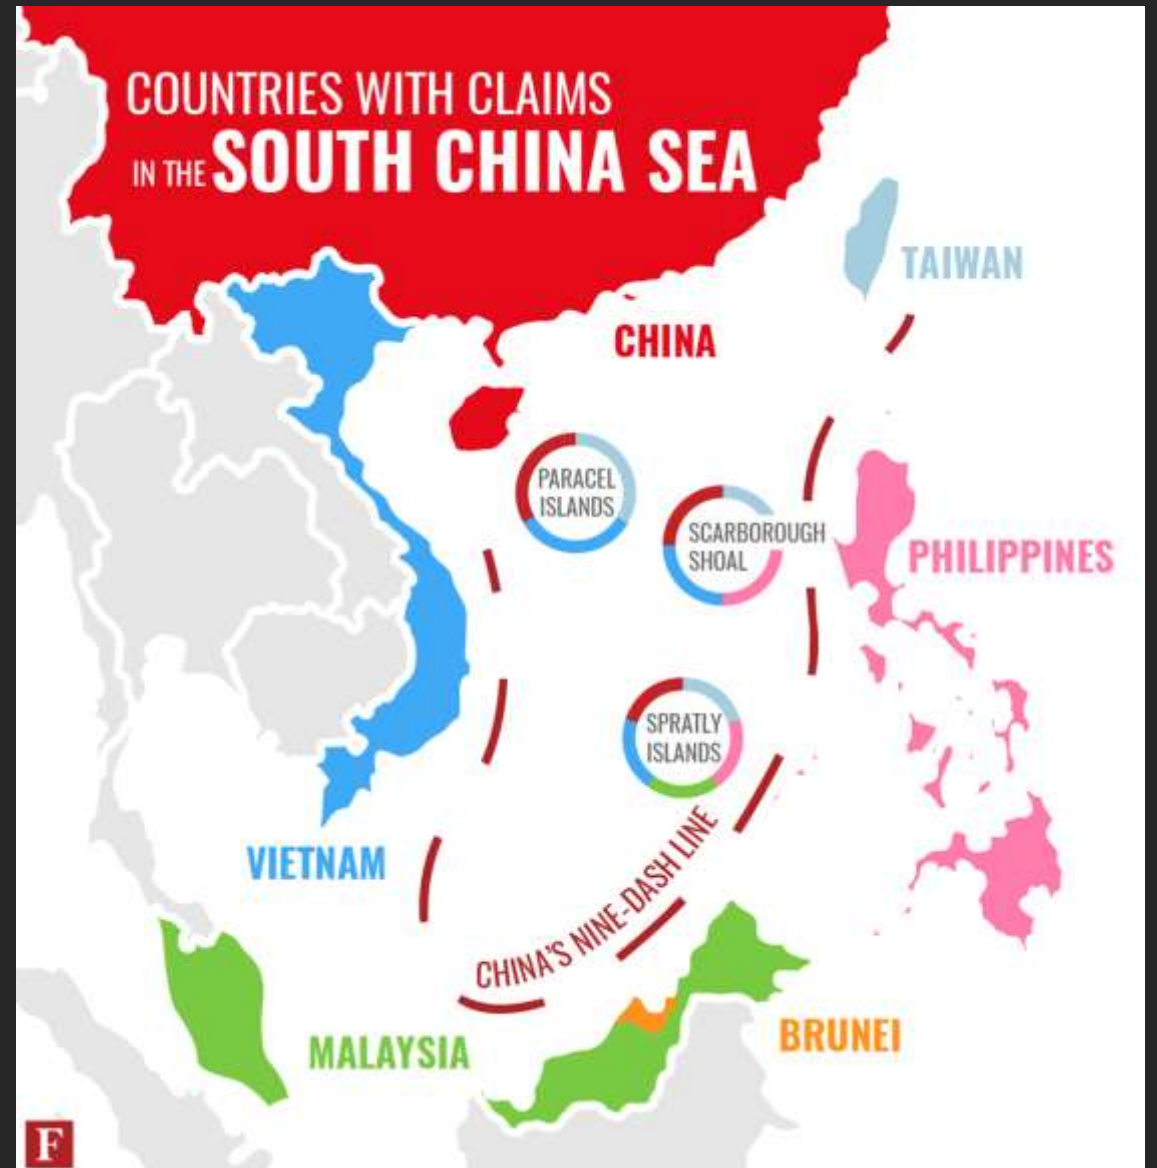 COUNTRIES WITH CLAIMS
IN THE SOUTH CHINA SEA
TAIWAN
CHINA
PARACEL
ISLANDS
SCARBOROUGH
SHOAL
PHILIPPINES
SPRATLY
ISLANDS
VIETNAM
CHINA'S NINE-DASH LINE
MALAYSIA
BRUNEI
F